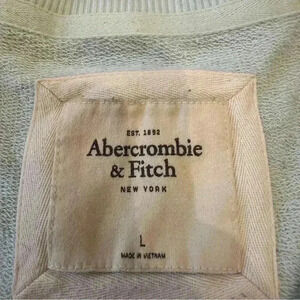 EST. 1892
Abercrombie
& Fitch
NEW YORK
L
MADE IN VIETNAM